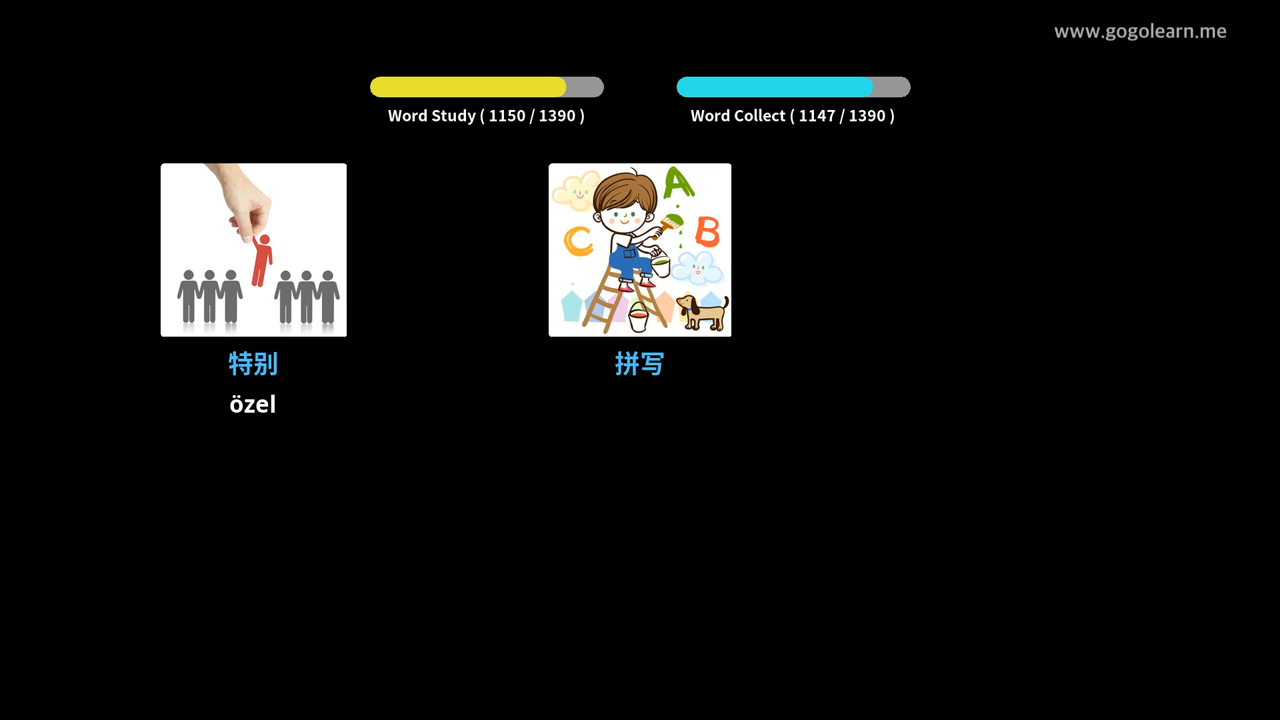 www.gogolearn.me
Word Study ( 1150 / 1390 )
Word Collect ( 1147 / 1390 )
A
B
C
特别
拼写
özel